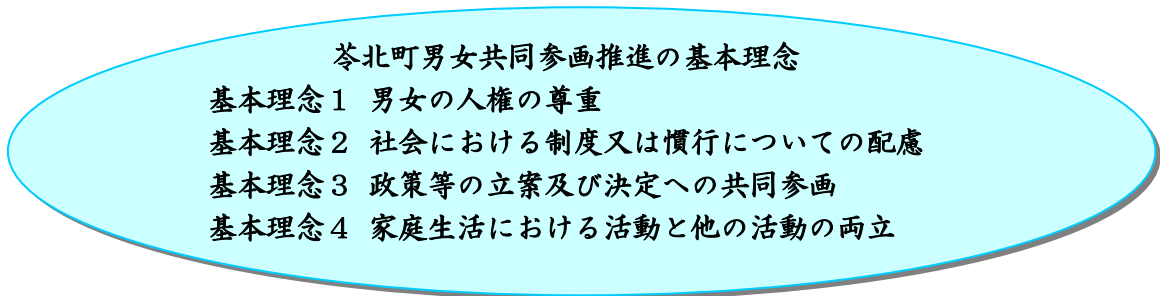 苓北町男女共同参画推進の基本理念
基本理念１ 男女の人権の尊重
基本理念２ 社会における制度又は慣行についての配慮
基本理念３ 政策等の立案及び決定への共同参画
基本理念４ 家庭生活における活動と他の活動の両立